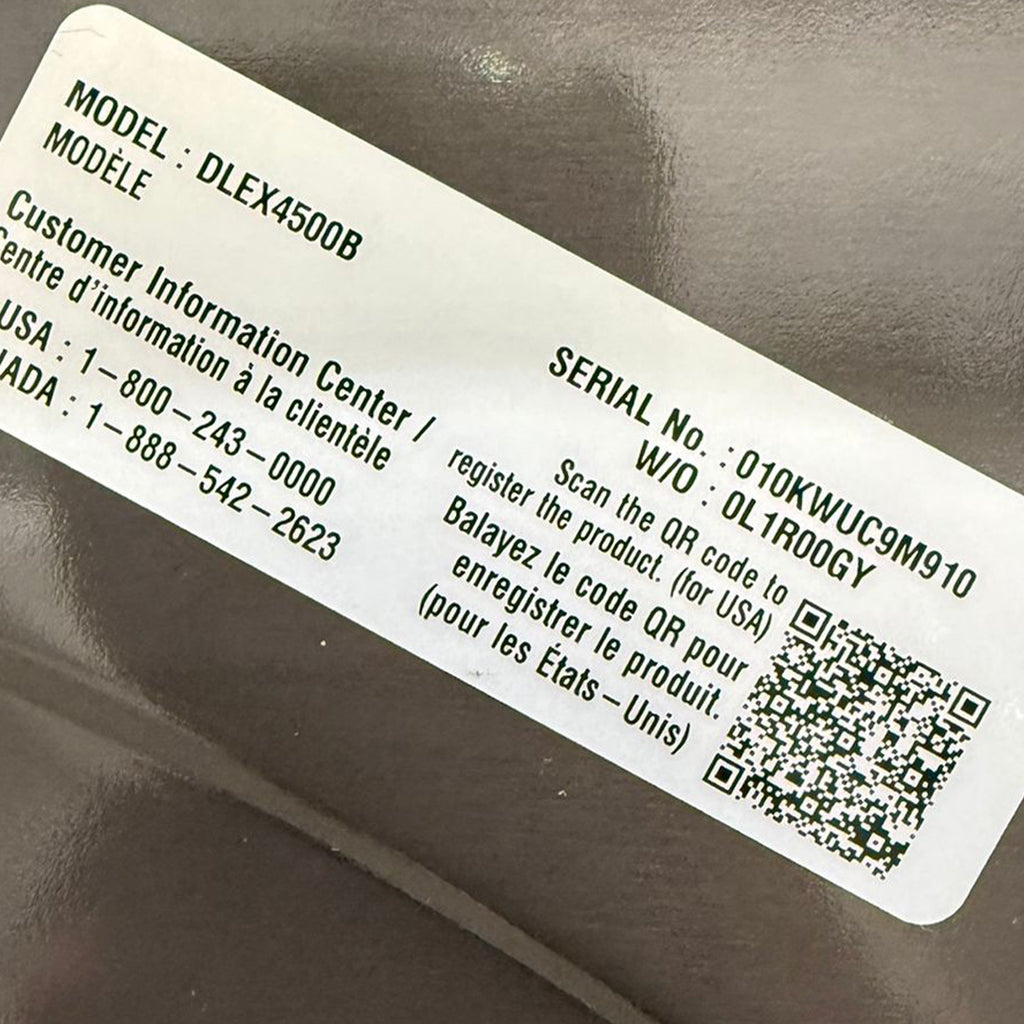 MODEL : DLEX4500B
MODÈLE
Customer Information Center /
Centre d'information à la clientèle
USA : 1-800-243-0000
NADA : 1-888-542-2623
SERIAL No. : 010KWUC9M910
W/O : 0L1R00GY
Scan the QR code to
register the product. (for USA)
Balayez le code QR pour
enregistrer le produit.
(pour les États-Unis)